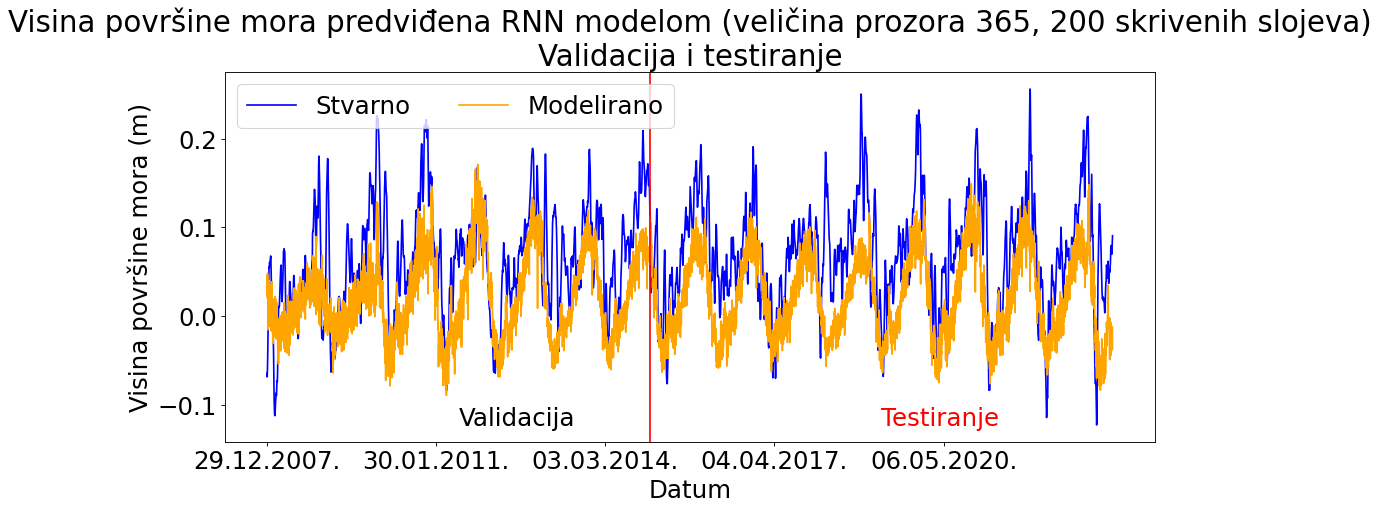 Visina površine mora predviđena RNN modelom (veličina prozora 365, 200 skrivenih slojeva)
Validacija i testiranje
Stvarno
Modelirano
Visina površine mora (m)
0.2
0.1
0.0
−0.1
Validacija
Testiranje
29.12.2007.
30.01.2011.
03.03.2014.
04.04.2017.
06.05.2020.
Datum